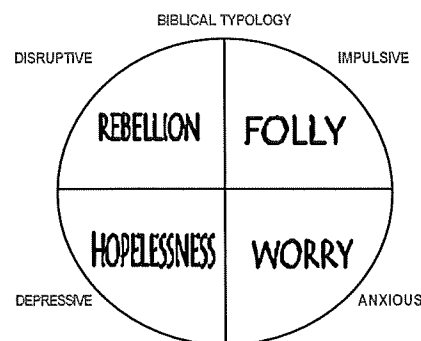 BIBLICAL TYPOLOGY
DISRUPTIVE IMPULSIVE
REBELLION FOLLY
HOPELESSNESS WORRY
DEPRESSIVE ANXIOUS